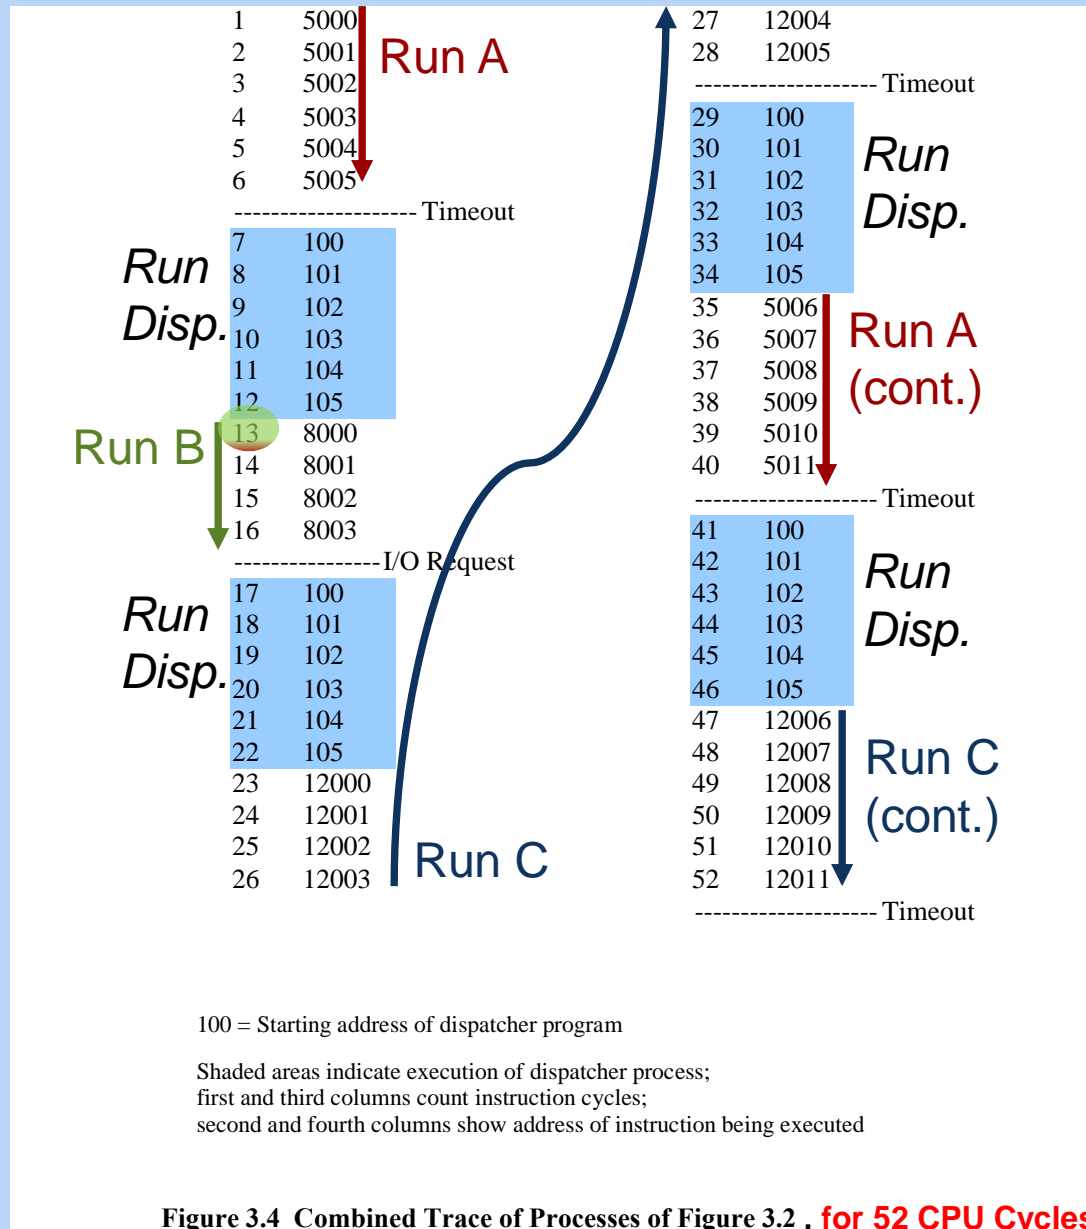 1 5000
2 5001
3 5002
4 5003
5 5004
6 5005
Run A
-------------------- Timeout
7 100
8 101
9 102
10 103
11 104
12 105
Run
Disp.
13 8000
14 8001
15 8002
16 8003
Run B
----------------I/O Request
17 100
18 101
19 102
20 103
21 104
22 105
Run
Disp.
23 12000
24 12001
25 12002
26 12003
Run C
27 12004
28 12005
-------------------- Timeout
29 100
30 101
31 102
32 103
33 104
34 105
Run
Disp.
35 5006
36 5007
37 5008
38 5009
39 5010
40 5011
Run A
(cont.)
-------------------- Timeout
41 100
42 101
43 102
44 103
45 104
46 105
Run
Disp.
47 12006
48 12007
49 12008
50 12009
51 12010
52 12011
Run C
(cont.)
-------------------- Timeout
100 = Starting address of dispatcher program
Shaded areas indicate execution of dispatcher process;
first and third columns count instruction cycles;
second and fourth columns show address of instruction being executed
Figure 3.4 Combined Trace of Processes of Figure 3.2 . for 52 CPU Cycles